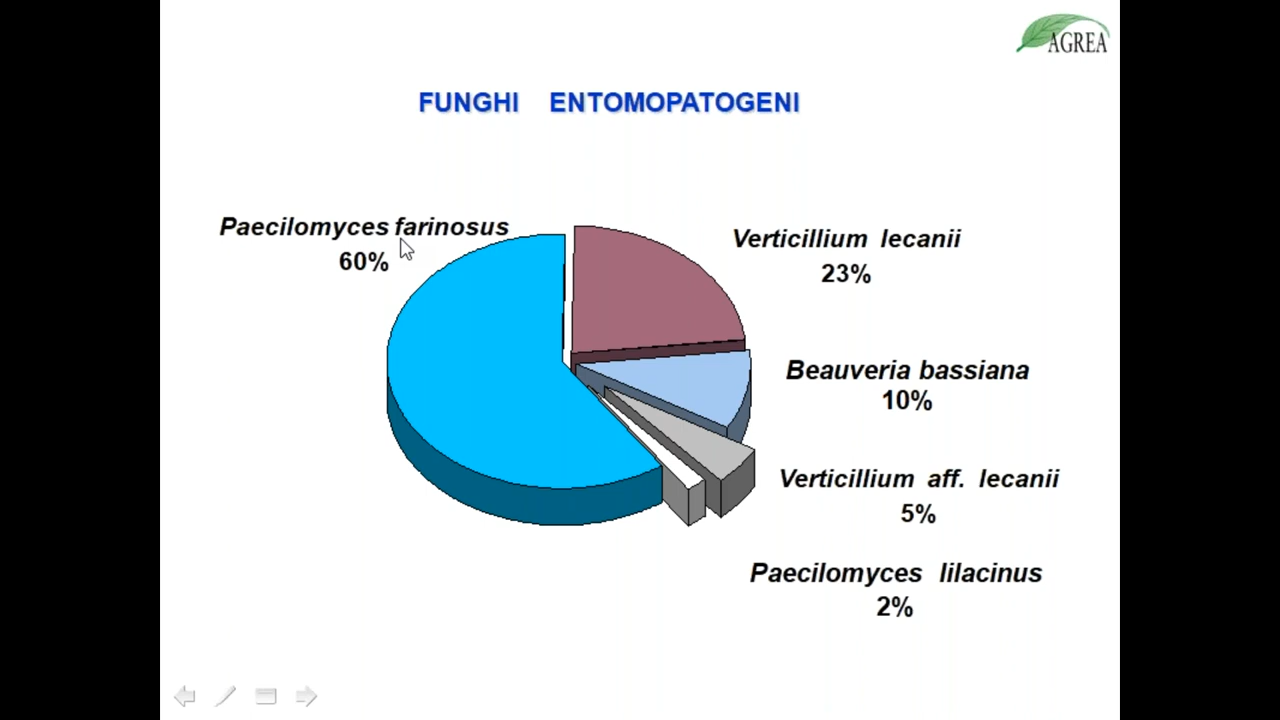 AGREA
FUNGHI ENTOMOPATOGENI
Paecilomyces farinosus
60%
Verticillium lecanii
23%
Beauveria bassiana
10%
Verticillium aff. lecanii
5%
Paecilomyces lilacinus
2%